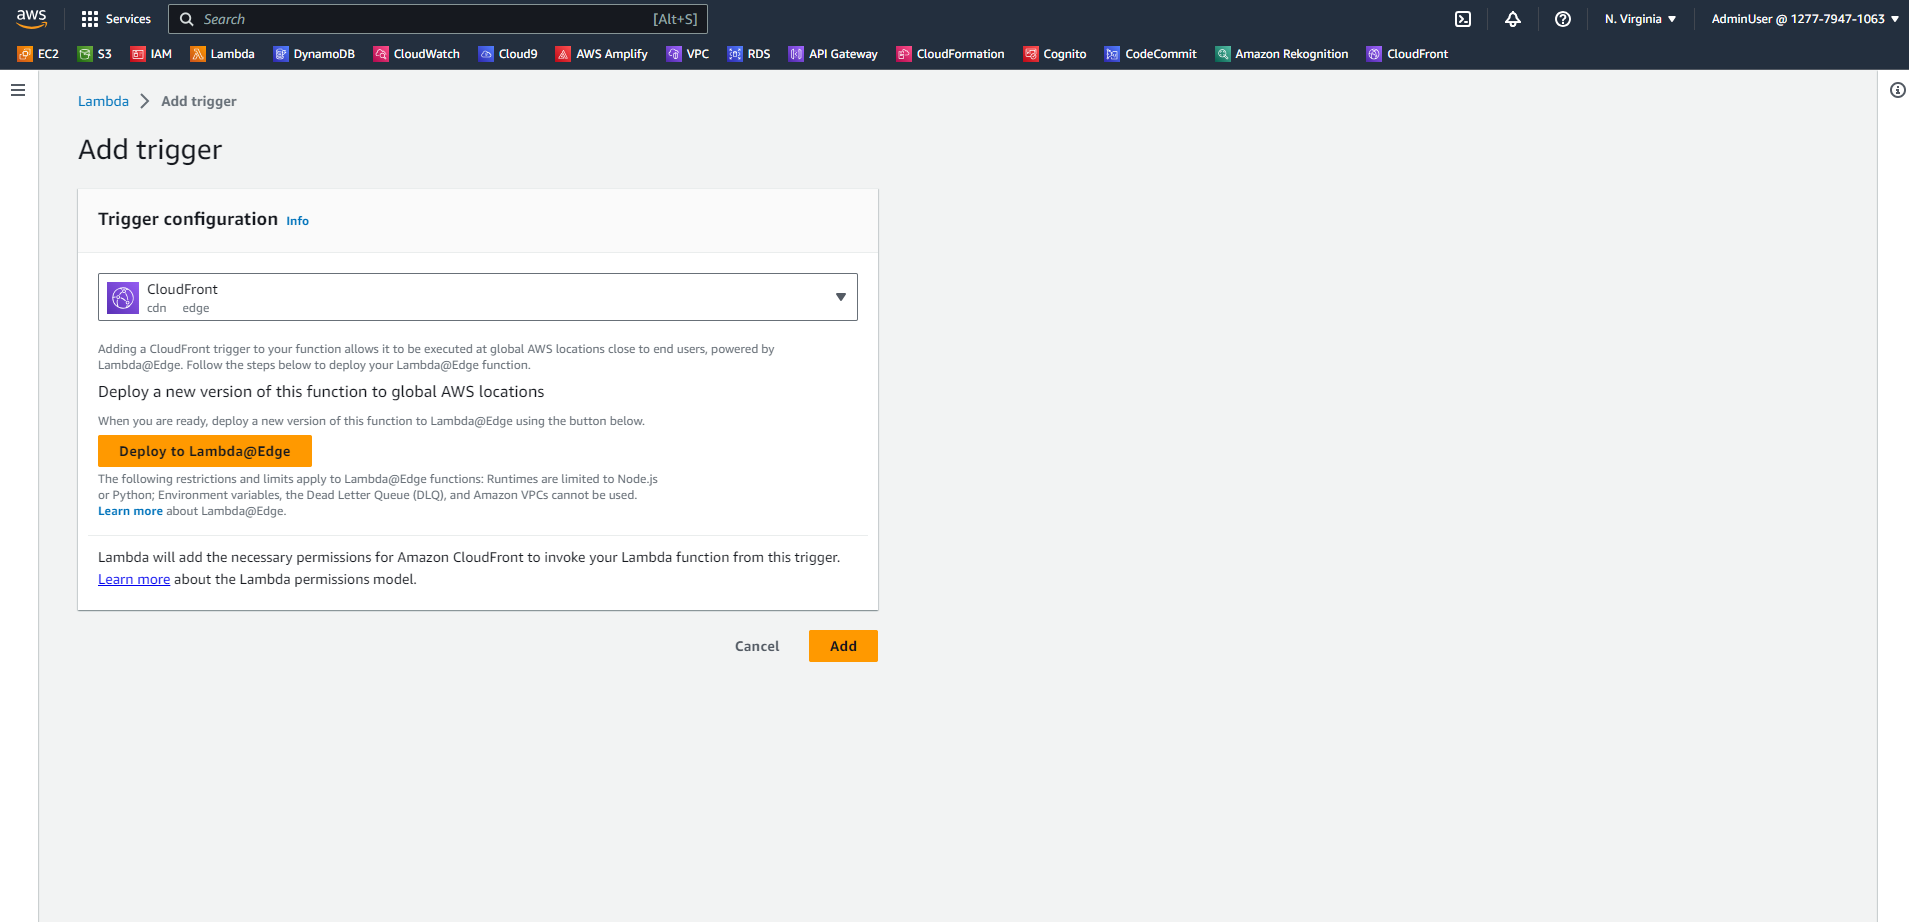 aws Services Search [Alt+S] N. Virginia AdminUser @ 1277-7947-1063
EC2 S3 IAM Lambda DynamoDB CloudWatch Cloud9 AWS Amplify VPC RDS API Gateway CloudFormation Cognito CodeCommit Amazon Rekognition CloudFront
Lambda Add trigger
Add trigger
Trigger configuration Info
CloudFront
cdn edge
Adding a CloudFront trigger to your function allows it to be executed at global AWS locations close to end users, powered by
Lambda@Edge. Follow the steps below to deploy your Lambda@Edge function.
Deploy a new version of this function to global AWS locations
When you are ready, deploy a new version of this function to Lambda@Edge using the button below.
Deploy to Lambda@Edge
The following restrictions and limits apply to Lambda@Edge functions: Runtimes are limited to Node.js
or Python; Environment variables, the Dead Letter Queue (DLQ), and Amazon VPCs cannot be used.
Learn more about Lambda@Edge.
Lambda will add the necessary permissions for Amazon CloudFront to invoke your Lambda function from this trigger.
Learn more about the Lambda permissions model.
Cancel Add